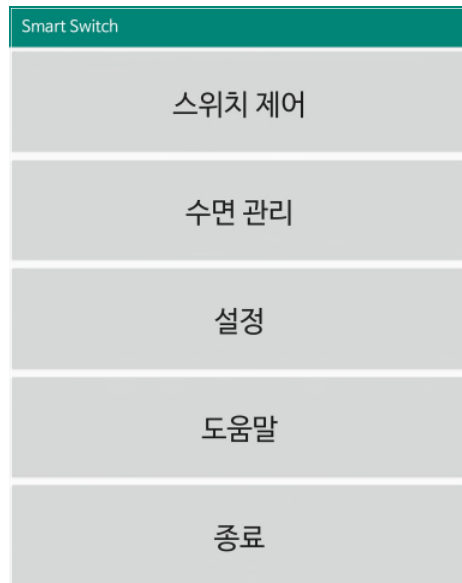 Smart Switch
스위치 제어
수면 관리
설정
도움말
종료